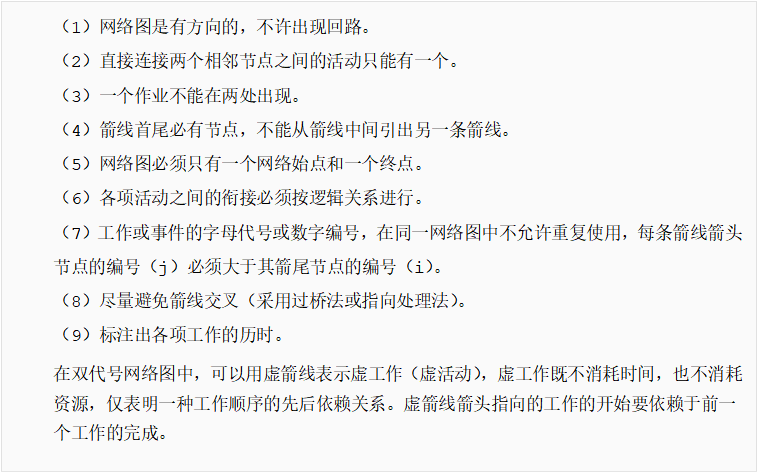 （1）网络图是有方向的，不许出现回路。
（2）直接连接两个相邻节点之间的活动只能有一个。
（3）一个作业不能在两处出现。
（4）箭线首尾必有节点，不能从箭线中间引出另一条箭线。
（5）网络图必须只有一个网络始点和一个终点。
（6）各项活动之间的衔接必须按逻辑关系进行。
（7）工作或事件的字母代号或数字编号，在同一网络图中不允许重复使用，每条箭线箭头
节点的编号（j）必须大于其箭尾节点的编号（i）。
（8）尽量避免箭线交叉（采用过桥法或指向处理法）。
（9）标注出各项工作的历时。
在双代号网络图中，可以用虚箭线表示虚工作（虚活动），虚工作既不消耗时间，也不消耗
资源，仅表明一种工作顺序的先后依赖关系。虚箭线箭头指向的工作的开始要依赖于前一
个工作的完成。